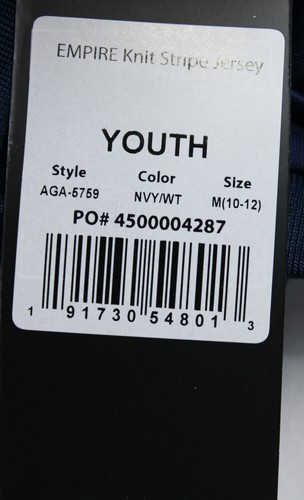 EMPIRE Knit Stripe Jersey
YOUTH
Style Color Size
AGA-5759 NVY/WT M(10-12)
PO# 4500004287
1 91730 54801 3